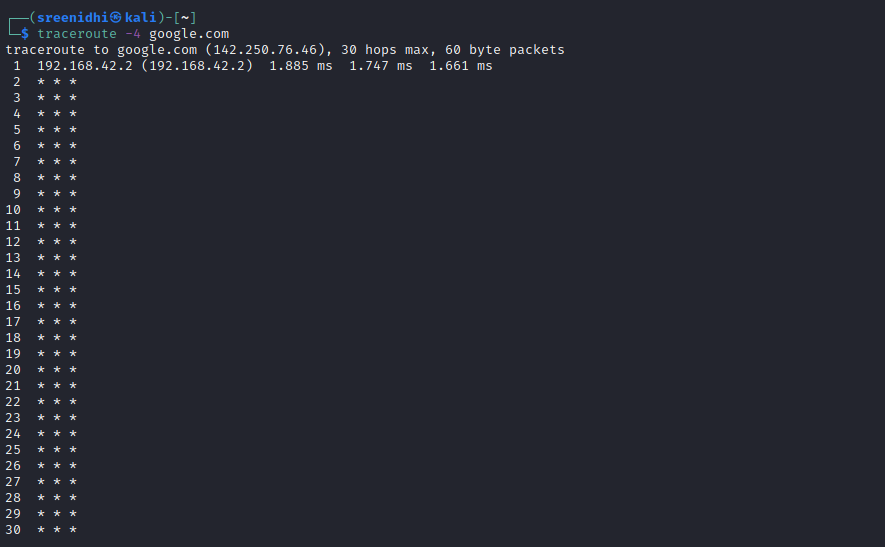 ┌──(sreenidhi㉿kali)-[~]
└─$ traceroute -4 google.com
traceroute to google.com (142.250.76.46), 30 hops max, 60 byte packets
 1  192.168.42.2 (192.168.42.2)  1.885 ms  1.747 ms  1.661 ms
 2  * * *
 3  * * *
 4  * * *
 5  * * *
 6  * * *
 7  * * *
 8  * * *
 9  * * *
10  * * *
11  * * *
12  * * *
13  * * *
14  * * *
15  * * *
16  * * *
17  * * *
18  * * *
19  * * *
20  * * *
21  * * *
22  * * *
23  * * *
24  * * *
25  * * *
26  * * *
27  * * *
28  * * *
29  * * *
30  * * *